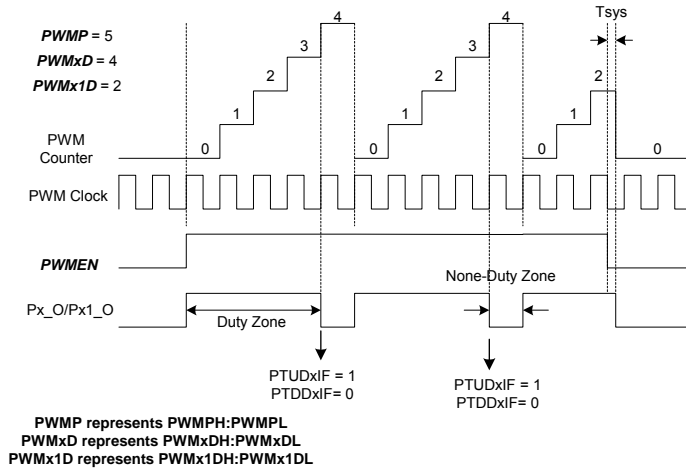 PWMP = 5
PWMxD = 4
PWMx1D = 2
Tsys
0 1 2 3 4 0 1 2 3 4 0 1 2 0
PWM
Counter
PWM Clock
PWMEN
None-Duty Zone
Px_O/Px1_O
Duty Zone
PTUDxIF = 1
PTDDxIF= 0
PTUDxIF = 1
PTDDxIF= 0
PWMP represents PWMPH:PWMPL
PWMxD represents PWMxDH:PWMxDL
PWMx1D represents PWMx1DH:PWMx1DL